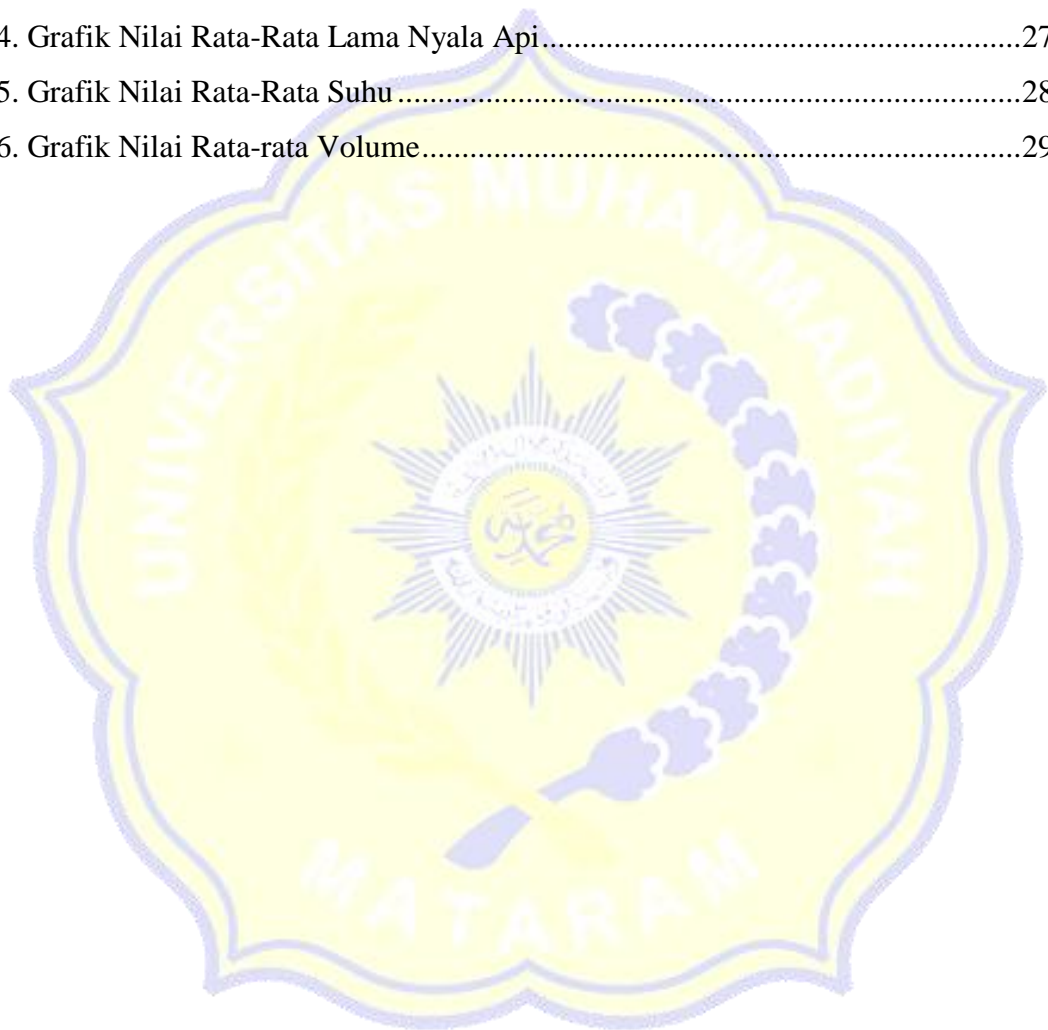 4. Grafik Nilai Rata-Rata Lama Nyala Api............................................................27
5. Grafik Nilai Rata-Rata Suhu..............................................................................28
6. Grafik Nilai Rata-rata Volume...........................................................................29
UNIVERSITAS MUHAMMADIYAH
MATARAM